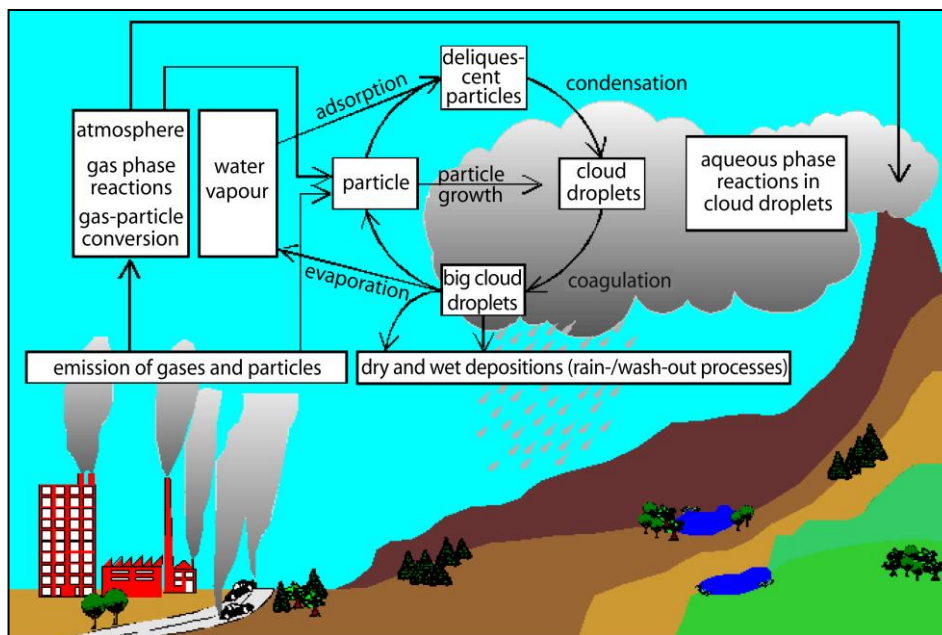 deliques-
cent
particles
adsorption
condensation
atmosphere
gas phase
reactions
gas-particle
conversion
water
vapour
particle
particle
growth
cloud
droplets
aqueous phase
reactions in
cloud droplets
evaporation
big cloud
droplets
coagulation
emission of gases and particles
dry and wet depositions (rain-/wash-out processes)